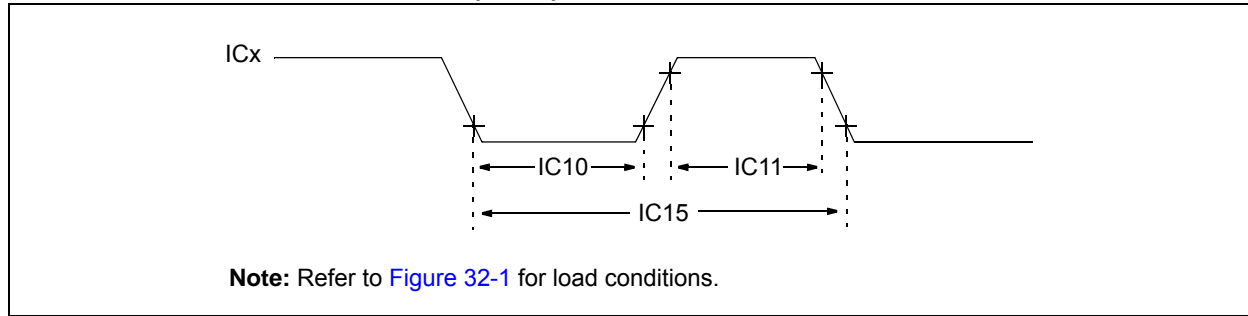 ICx
IC10
IC11
IC15
Note: Refer to Figure 32-1 for load conditions.